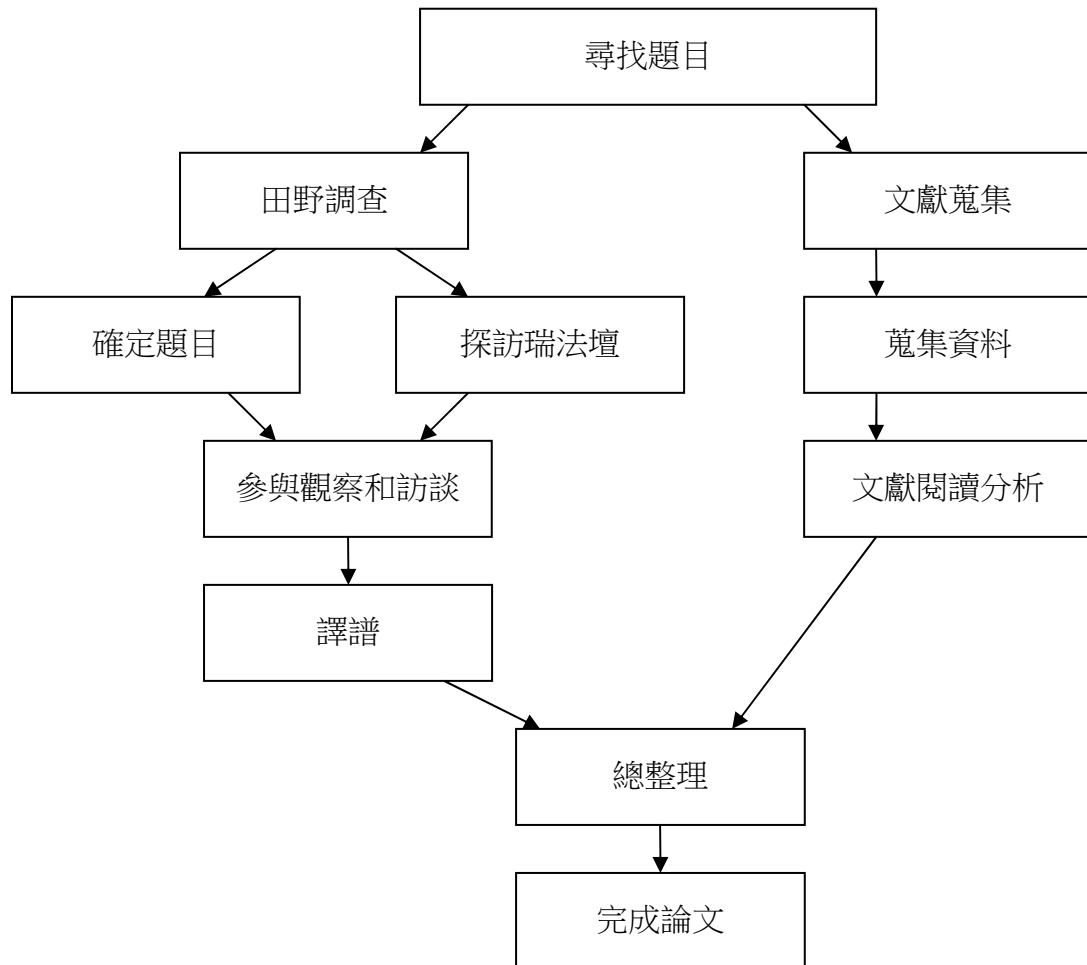 尋找題目
田野調查
文獻蒐集
確定題目
探訪瑞法壇
蒐集資料
參與觀察和訪談
文獻閱讀分析
譯譜
總整理
完成論文